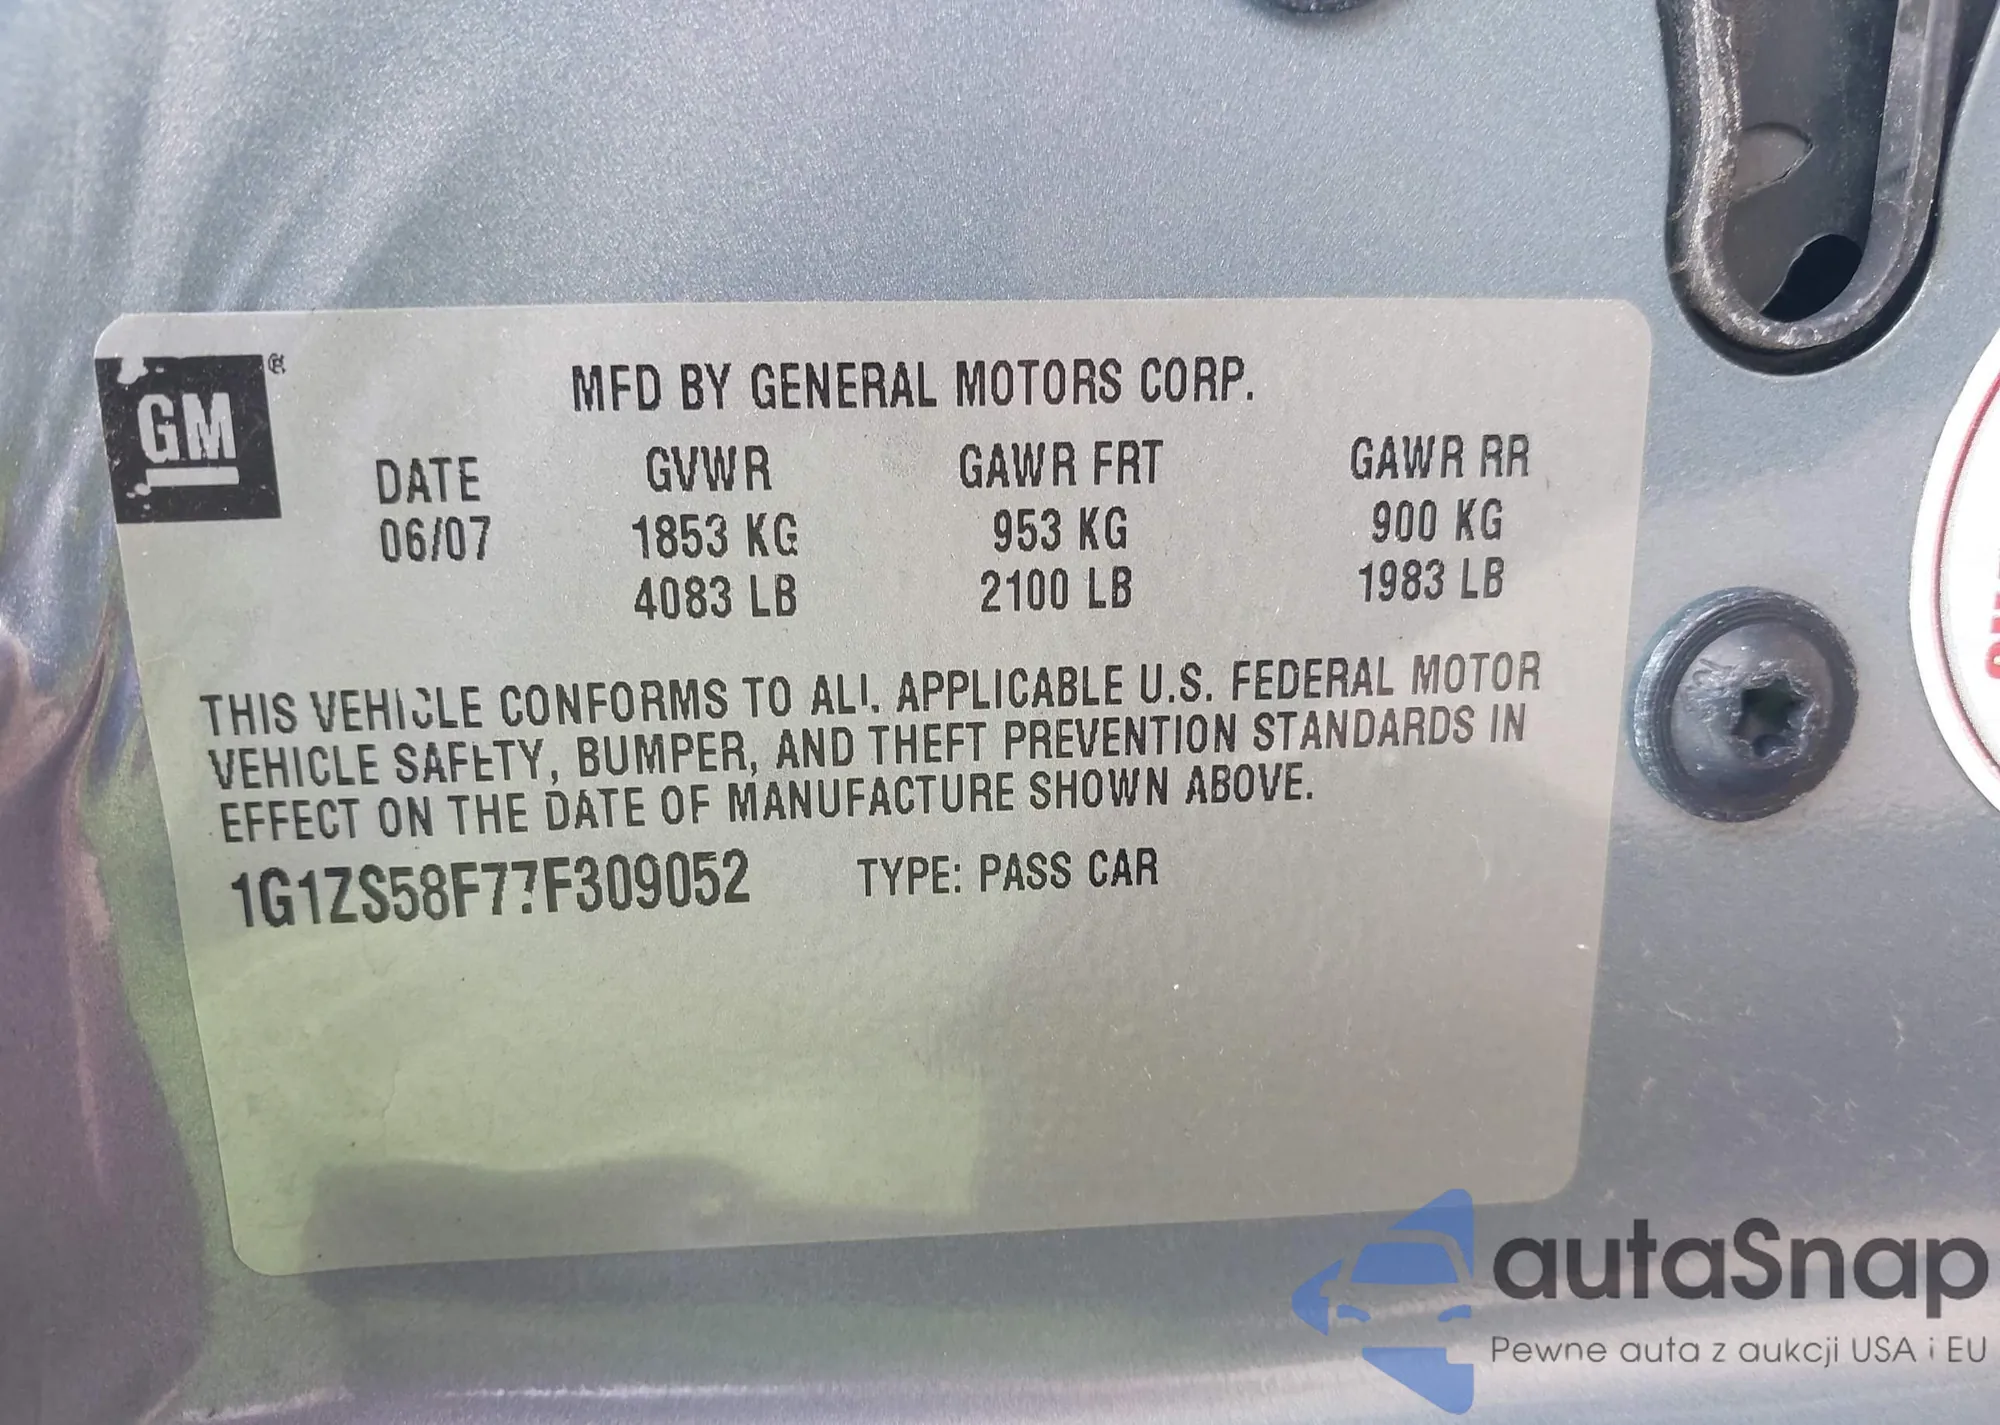 GM ®
MFD BY GENERAL MOTORS CORP.
DATE GVWR GAWR FRT GAWR RR
06/07 1853 KG 953 KG 900 KG
4083 LB 2100 LB 1983 LB
THIS VEHICLE CONFORMS TO ALL APPLICABLE U.S. FEDERAL MOTOR
VEHICLE SAFETY, BUMPER, AND THEFT PREVENTION STANDARDS IN
EFFECT ON THE DATE OF MANUFACTURE SHOWN ABOVE.
1G1ZS58F77F309052 TYPE: PASS CAR
autaSnap
Pewne auta z aukcji USA i EU